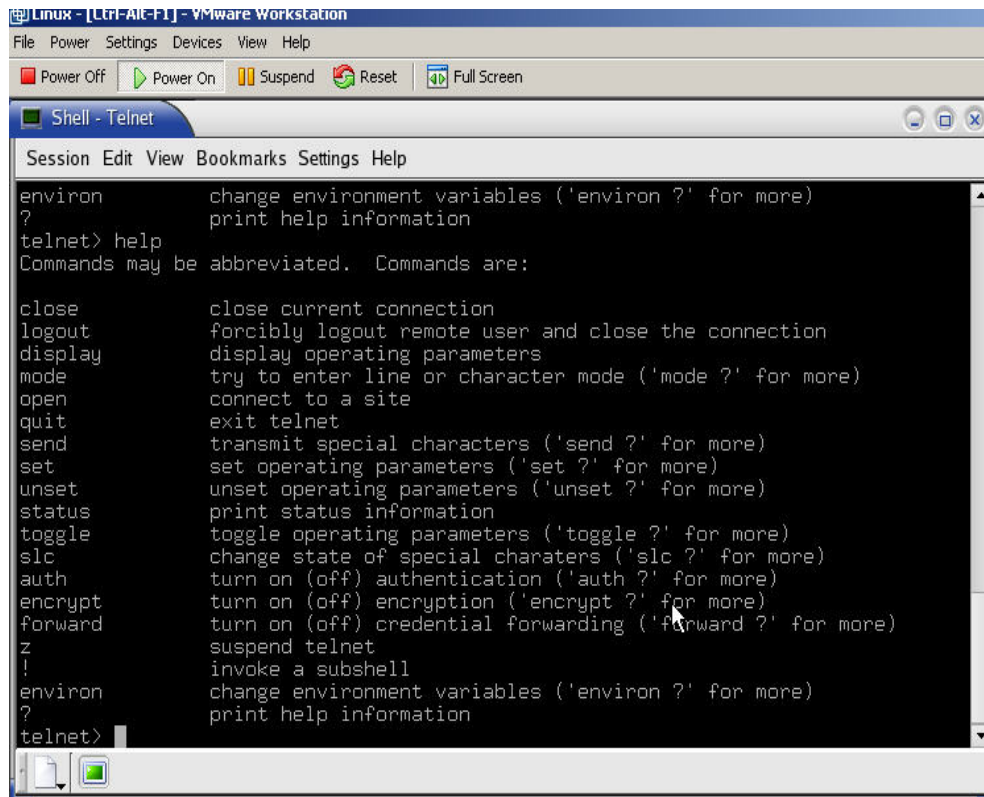 Linux - [Ctrl-Alt-F1] - VMware Workstation
File Power Settings Devices View Help
Power Off Power On Suspend Reset Full Screen
Shell - Telnet
Session Edit View Bookmarks Settings Help
environ change environment variables ('environ ?' for more)
? print help information
telnet> help
Commands may be abbreviated. Commands are:
close close current connection
logout forcibly logout remote user and close the connection
display display operating parameters
mode try to enter line or character mode ('mode ?' for more)
open connect to a site
quit exit telnet
send transmit special characters ('send ?' for more)
set set operating parameters ('set ?' for more)
unset unset operating parameters ('unset ?' for more)
status print status information
toggle toggle operating parameters ('toggle ?' for more)
slc change state of special charaters ('slc ?' for more)
auth turn on (off) authentication ('auth ?' for more)
encrypt turn on (off) encryption ('encrypt ?' for more)
forward turn on (off) credential forwarding ('forward ?' for more)
z suspend telnet
! invoke a subshell
environ change environment variables ('environ ?' for more)
? print help information
telnet>